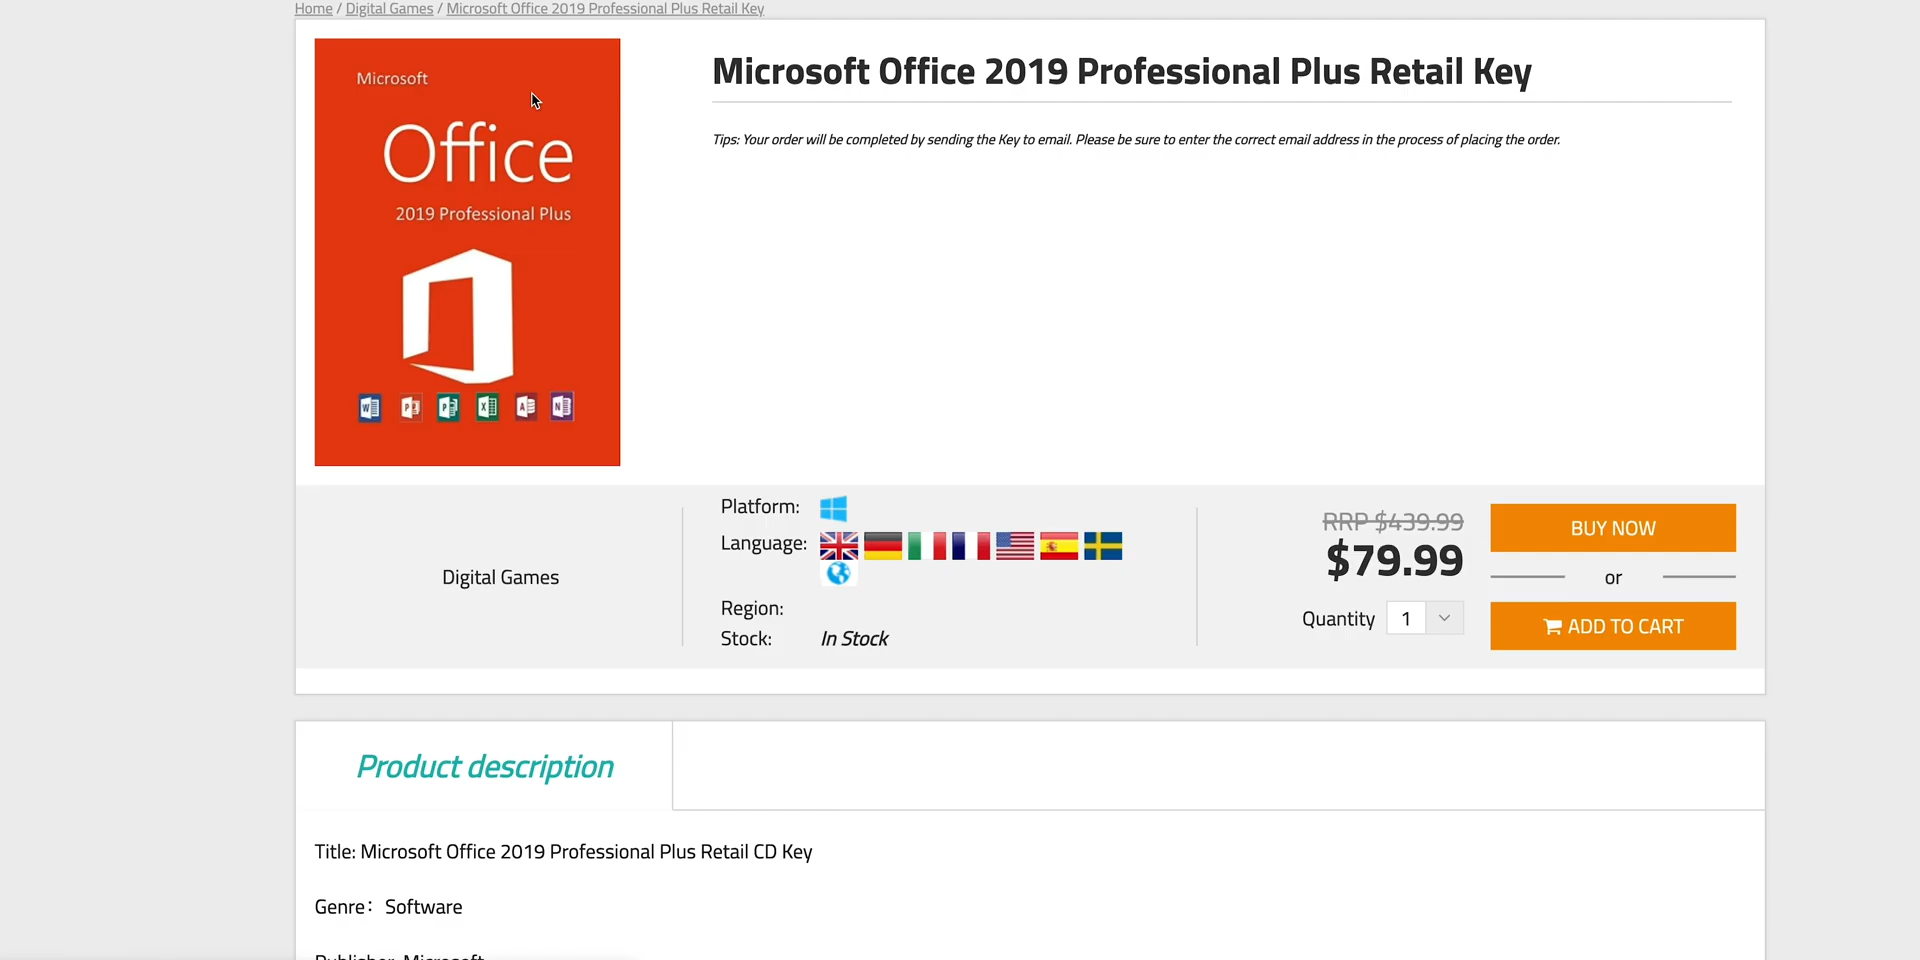 Home / Digital Games / Microsoft Office 2019 Professional Plus Retail Key
Microsoft
Office
2019 Professional Plus
Microsoft Office 2019 Professional Plus Retail Key
Tips: Your order will be completed by sending the Key to email. Please be sure to enter the correct email address in the process of placing the order.
Digital Games
Platform:
Language:
Region:
Stock: In Stock
RRP $439.99
$79.99
Quantity 1
BUY NOW
or
ADD TO CART
Product description
Title: Microsoft Office 2019 Professional Plus Retail CD Key
Genre： Software
Publisher: Microsoft